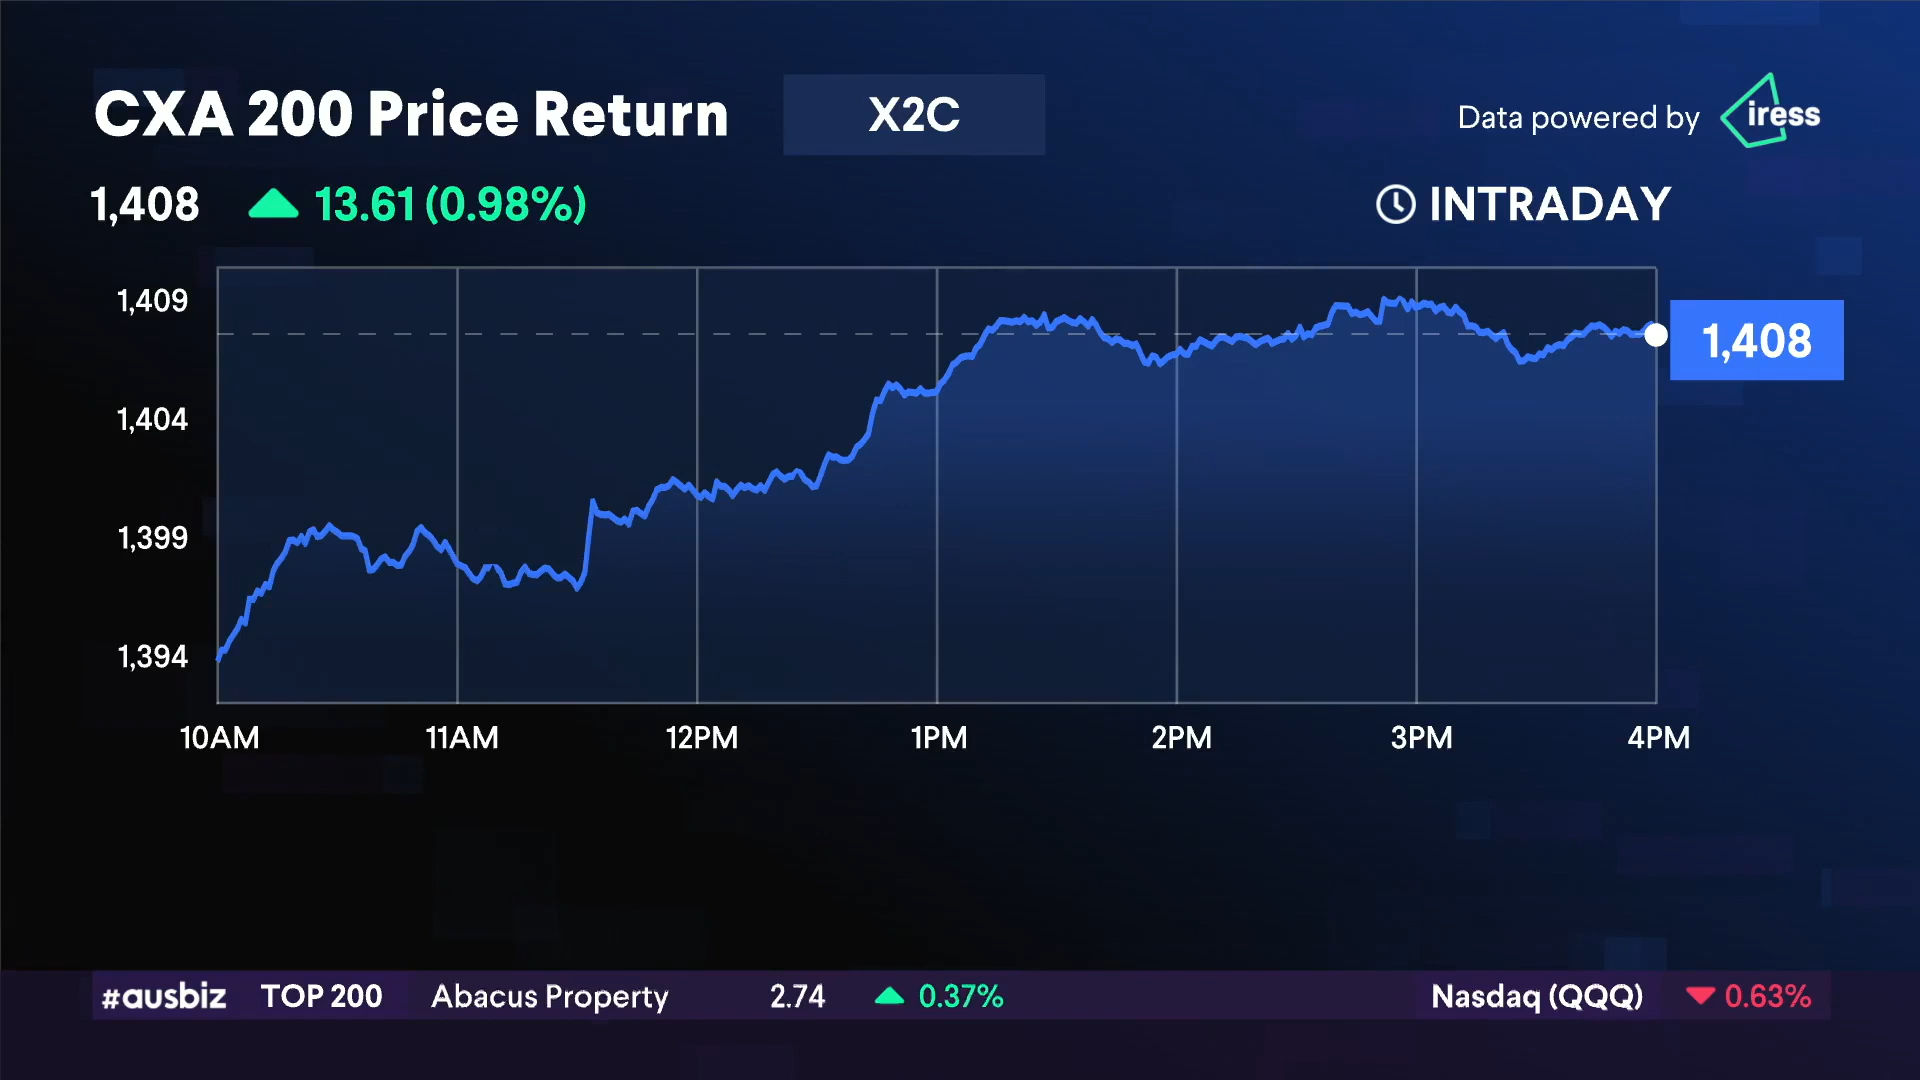 CXA 200 Price Return
X2C
Data powered by iress
1,408 13.61 (0.98%)
INTRADAY
1,409
1,408
1,404
1,399
1,394
10AM 11AM 12PM 1PM 2PM 3PM 4PM
#ausbiz TOP 200 Abacus Property 2.74 0.37% Nasdaq (QQQ) 0.63%